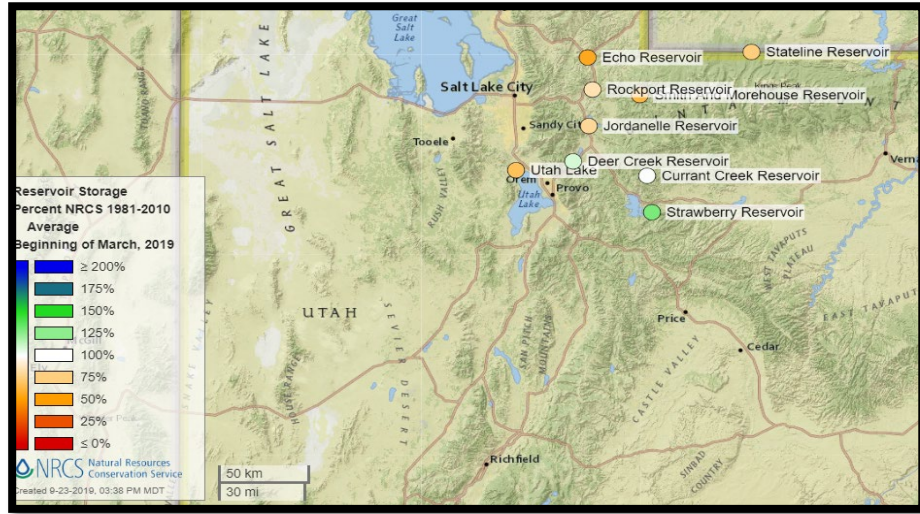 Great
Salt
Lake
GREAT SALT LAKE
Echo Reservoir
Stateline Reservoir
Salt Lake City
Rockport Reservoir
Smith And Morehouse Reservoir
Sandy City
Jordanelle Reservoir
Tooele
Deer Creek Reservoir
Utah Lake
Currant Creek Reservoir
Orem
Provo
Utah
Lake
Strawberry Reservoir
RUSH VALLEY
WEST TAVAPUTS
PLATEAU
EAST TAVAPUTS
UTAH
SEVIER DESERT
SAN PITCH
MOUNTAINS
Price
Cedar
CASTLE VALLEY
HOUSE RANGE
SNAKE VALLEY
Richfield
SINBAD
COUNTRY
Reservoir Storage
Percent NRCS 1981-2010
Average
Beginning of March, 2019
≥ 200%
175%
150%
125%
100%
75%
50%
25%
≤ 0%
NRCS Natural Resources
Conservation Service
Created 9-23-2019, 03:38 PM MDT
50 km
30 mi